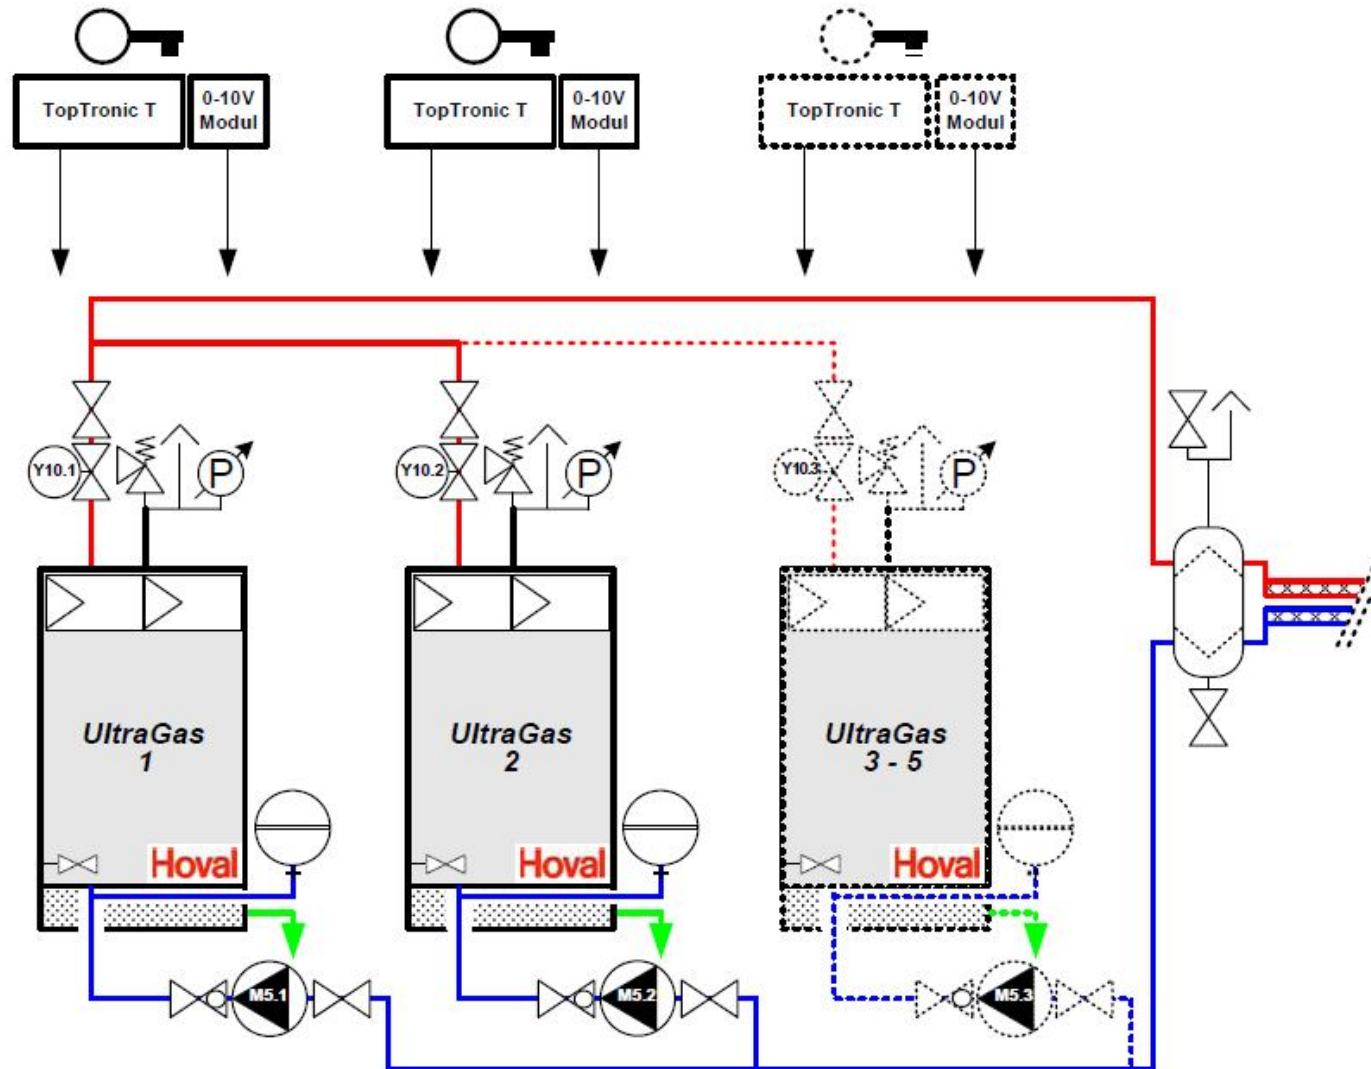 TopTronic T
0-10V
Modul
TopTronic T
0-10V
Modul
TopTronic T
0-10V
Modul
Y10.1
P
Y10.2
P
Y10.3
P
UltraGas
1
UltraGas
2
UltraGas
3 - 5
Hoval
Hoval
Hoval
M5.1
M5.2
M5.3